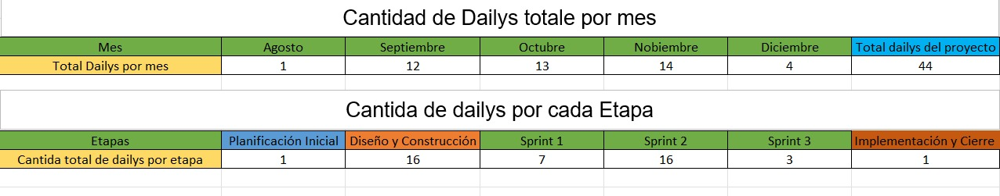 Cantidad de Dailys totale por mes
Mes Agosto Septiembre Octubre Nobiembre Diciembre Total dailys del proyecto
Total Dailys por mes 1 12 13 14 4 44
Cantida de dailys por cada Etapa
Etapas Planificación Inicial Diseño y Construcción Sprint 1 Sprint 2 Sprint 3 Implementación y Cierre
Cantida total de dailys por etapa 1 16 7 16 3 1